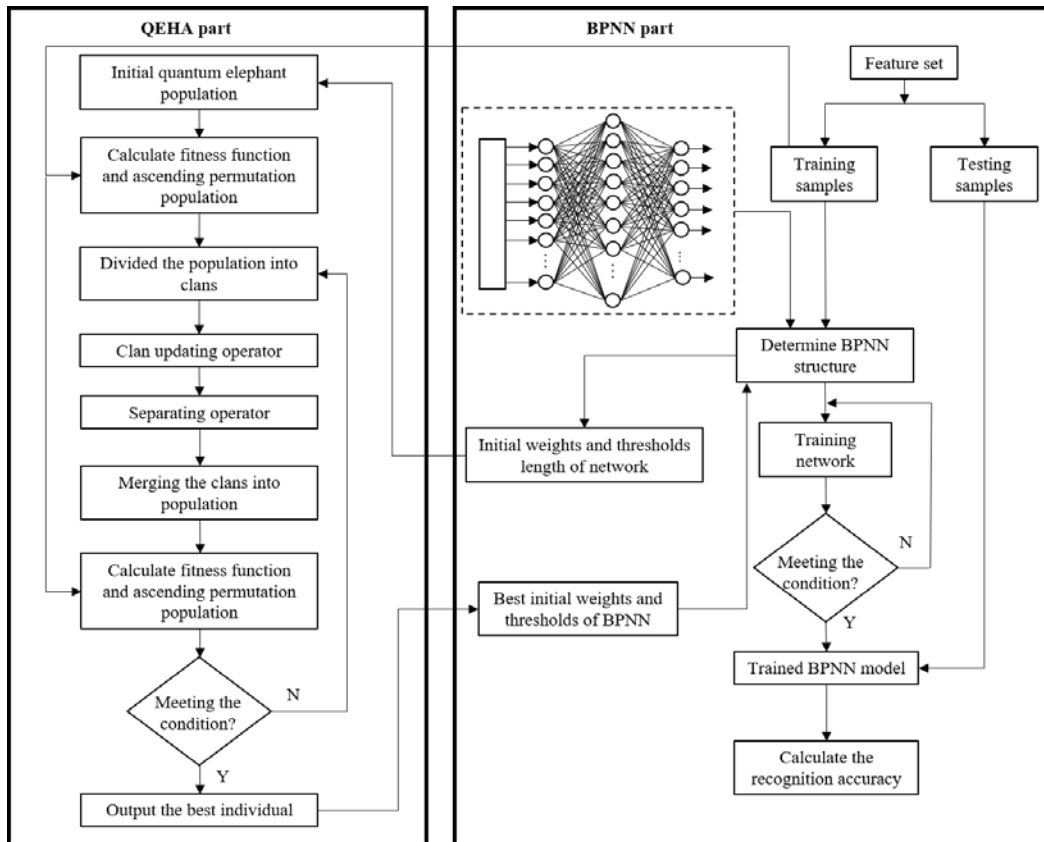 QEHA part
Initial quantum elephant
population
Calculate fitness function
and ascending permutation
population
Divided the population into
clans
Clan updating operator
Separating operator
Merging the clans into
population
Calculate fitness function
and ascending permutation
population
Meeting the
condition?
N
Y
Output the best individual
BPNN part
Feature set
Training
samples
Testing
samples
Determine BPNN
structure
Initial weights and thresholds
length of network
Training
network
Meeting the
condition?
N
Y
Best initial weights and
thresholds of BPNN
Trained BPNN model
Calculate the
recognition accuracy